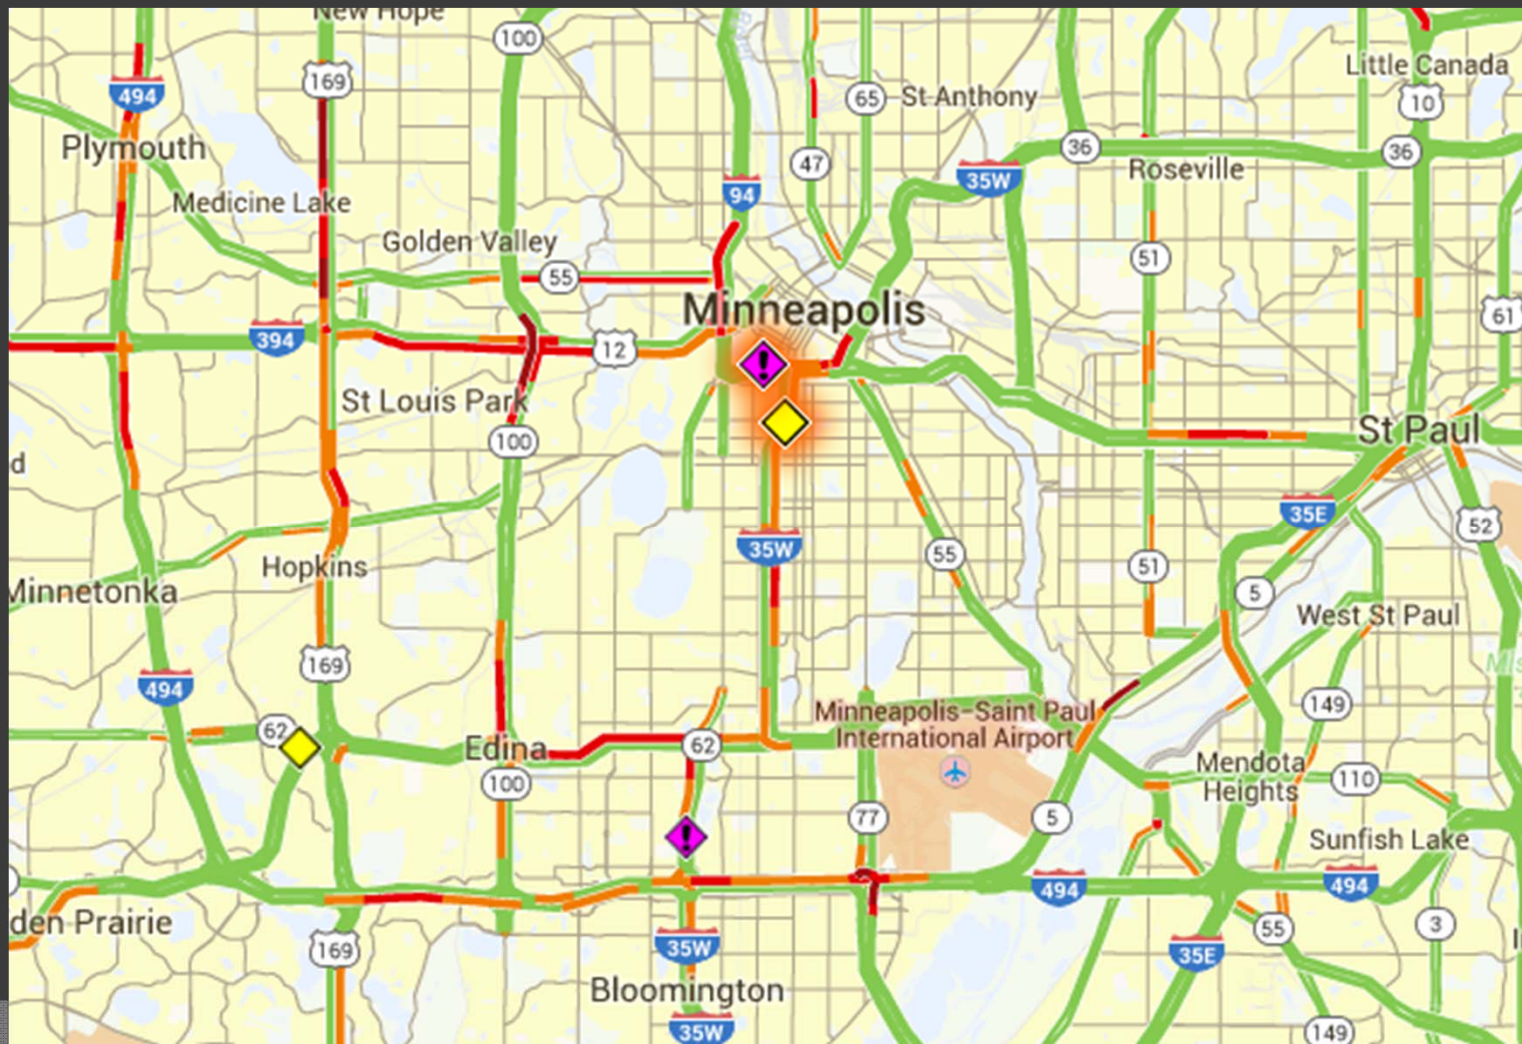 New Hope
100
Little Canada
169
494
65
St Anthony
10
Plymouth
47
36
36
Roseville
35W
94
Medicine Lake
Golden Valley
55
51
Minneapolis
61
394
12
St Louis Park
100
St Paul
35E
52
35W
55
Hopkins
51
5
Minnetonka
West St Paul
169
494
149
Minneapolis-Saint Paul
International Airport
62
62
Edina
100
Mendota
Heights
110
77
5
Sunfish Lake
494
494
den Prairie
169
35W
55
3
35E
Bloomington
35W
149